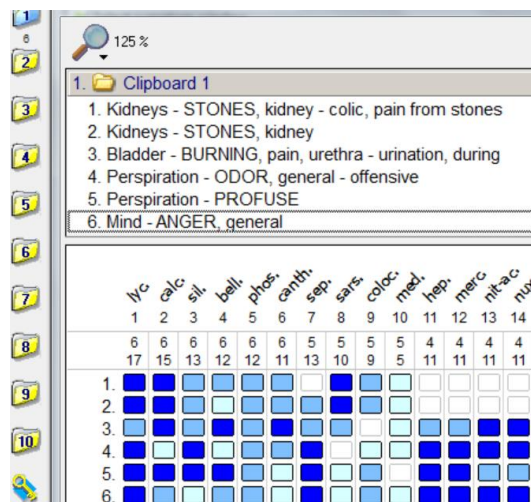 1
6
2
3
4
5
6
7
8
9
10
125 %
1. Clipboard 1
1. Kidneys - STONES, kidney - colic, pain from stones
2. Kidneys - STONES, kidney
3. Bladder - BURNING, pain, urethra - urination, during
4. Perspiration - ODOR, general - offensive
5. Perspiration - PROFUSE
6. Mind - ANGER, general
lyc. calc. sil. bell. phos. canth. sep. sars. coloc. med. hep. merc. nit-ac.
1 2 3 4 5 6 7 8 9 10 11 12 13 14
6 6 6 6 6 6 5 5 5 5 4 4 4 4
17 15 13 12 12 11 13 10 9 5 11 11 11 11
1.
2.
3.
4.
5.
6.